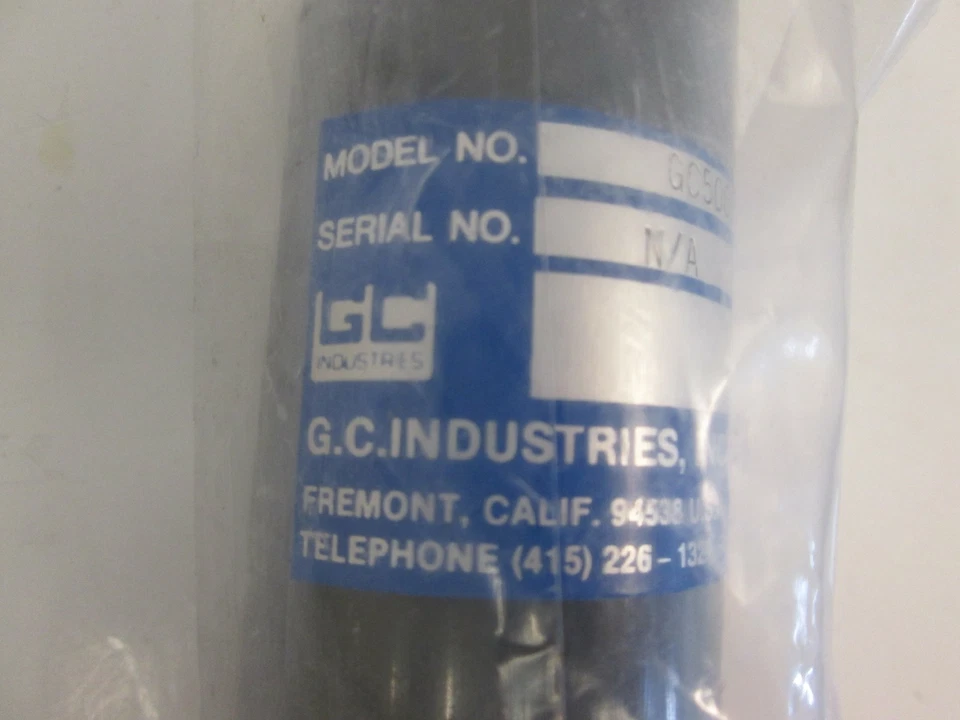 MODEL NO.
SERIAL NO. N/A
GC
INDUSTRIES
G.C.INDUSTRIES,
FREMONT, CALIF. 94538
TELEPHONE (415) 226-